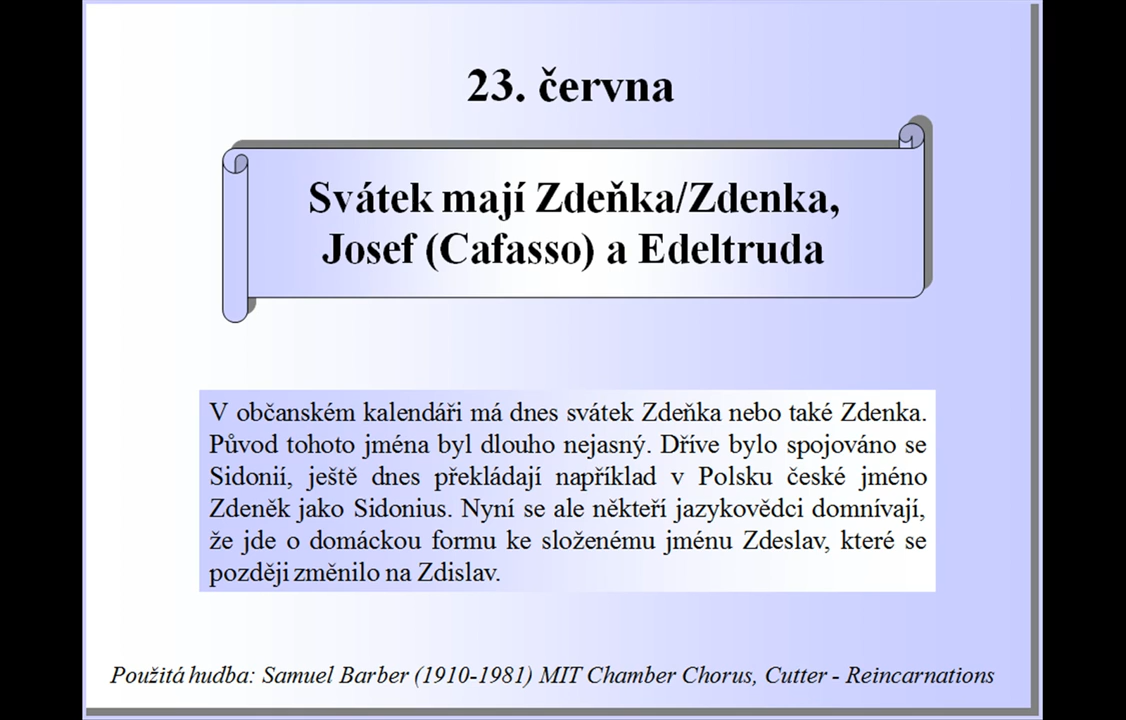 23. června
Svátek mají Zdeňka/Zdenka,
Josef (Cafasso) a Edeltruda
V občanském kalendáři má dnes svátek Zdeňka nebo také Zdenka.
Původ tohoto jména byl dlouho nejasný. Dříve bylo spojováno se
Sidonií, ještě dnes překládají například v Polsku české jméno
Zdeněk jako Sidonius. Nyní se ale někteří jazykovědci domnívají,
že jde o domáckou formu ke složenému jménu Zdeslav, které se
později změnilo na Zdislav.
Použitá hudba: Samuel Barber (1910-1981) MIT Chamber Chorus, Cutter - Reincarnations